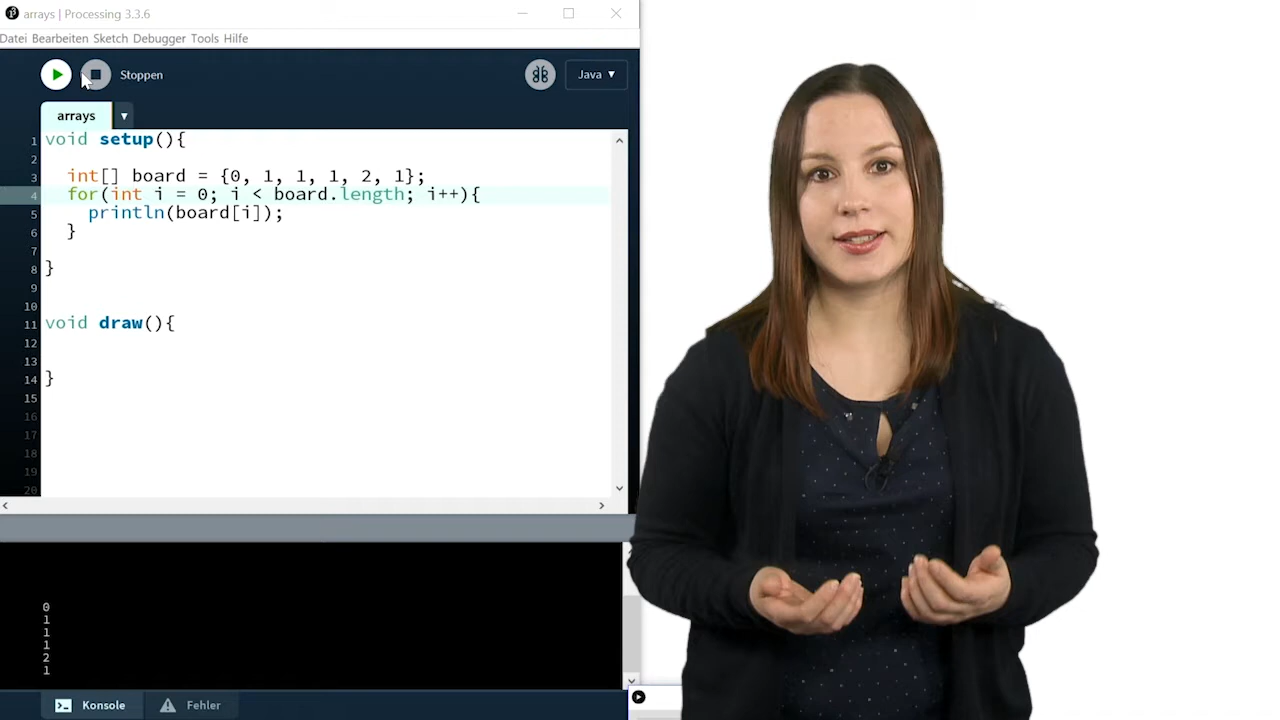 arrays | Processing 3.3.6
Datei Bearbeiten Sketch Debugger Tools Hilfe
Stoppen
Java ▼
arrays ▼
1 void setup(){
2
3 int[] board = {0, 1, 1, 1, 2, 1};
4 for(int i = 0; i < board.length; i++){
5 println(board[i]);
6 }
7
8 }
9
10
11 void draw(){
12
13
14 }
15
16
17
18
19
20
0
1
1
1
2
1
Konsole Fehler